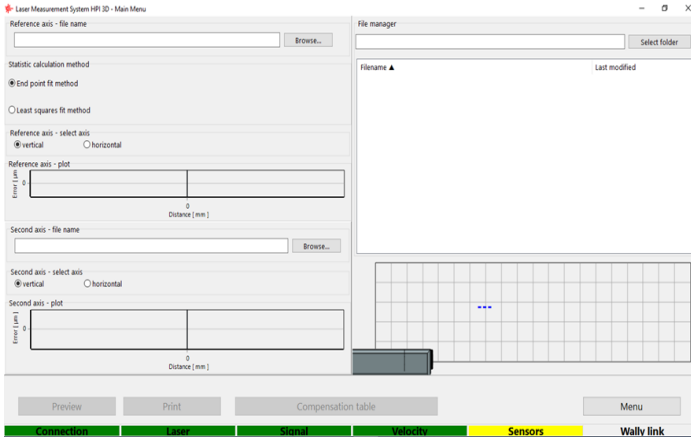 Laser Measurement System HPI 3D - Main Menu
Reference axis - file name
Browse...
Statistic calculation method
End point fit method
Least squares fit method
Reference axis - select axis
vertical horizontal
Reference axis - plot
Error [ µm
0
0
Distance [ mm ]
Second axis - file name
Browse...
Second axis - select axis
vertical horizontal
Second axis - plot
Error [ µm ]
0
0
Distance [ mm ]
File manager
Select folder
Filename ▲ Last modified
---
Preview Print Compensation table Menu
Connection Laser Signal Velocity Sensors Wally link